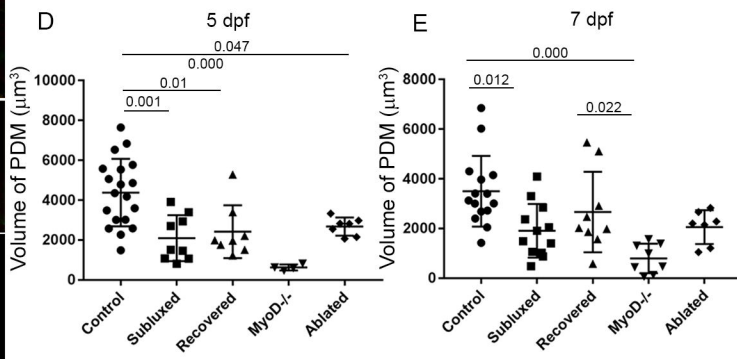 D
5 dpf
0.047
0.000
0.01
0.001
Volume of PDM (μm³)
10000
8000
6000
4000
2000
0
Control
Subluxed
Recovered
MyoD-/-
Ablated
E
7 dpf
0.000
0.012
0.022
Volume of PDM (μm³)
8000
6000
4000
2000
0
Control
Subluxed
Recovered
MyoD-/-
Ablated